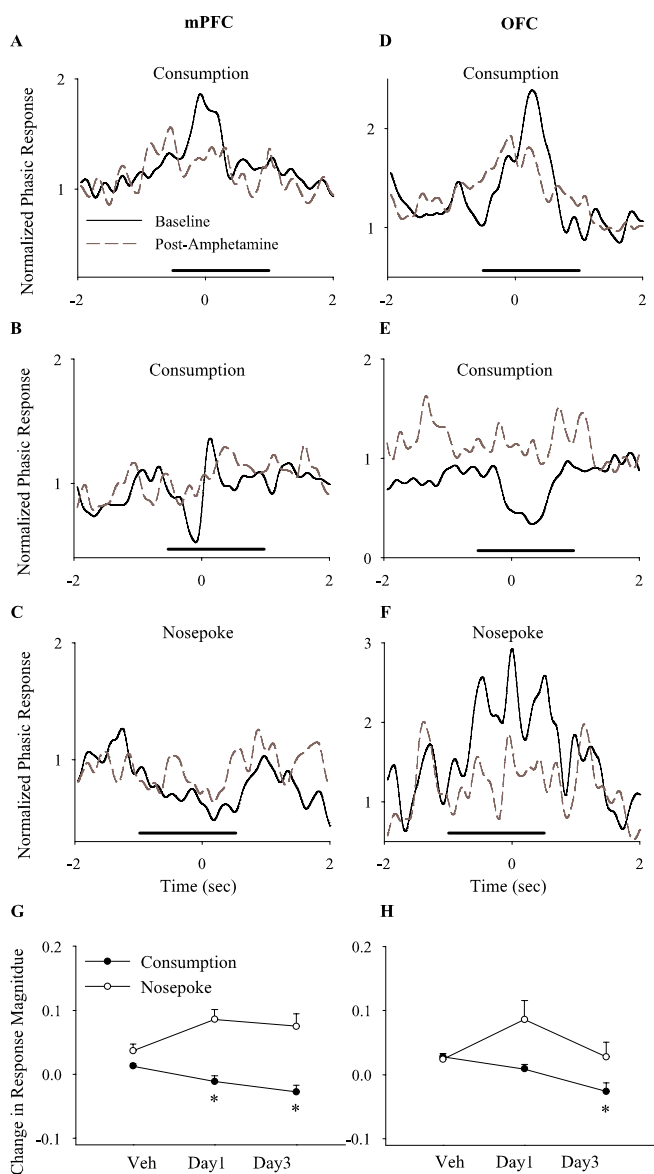 mPFC
OFC
A
D
Consumption
Consumption
2
1
2
1
Normalized Phasic Response
Baseline
Post-Amphetamine
-2 0 2
-2 0 2
B
E
Consumption
Consumption
2
1
2
1
0
Normalized Phasic Response
-2 0 2
-2 0 2
C
F
Nosepoke
Nosepoke
2
1
3
2
1
Normalized Phasic Response
-2 0 2
-2 0 2
Time (sec)
Time (sec)
G
H
0.2
0.1
0.0
-0.1
0.2
0.1
0.0
-0.1
Change in Response Magnitdue
Consumption
Nosepoke
* *
*
Veh Day1 Day3
Veh Day1 Day3